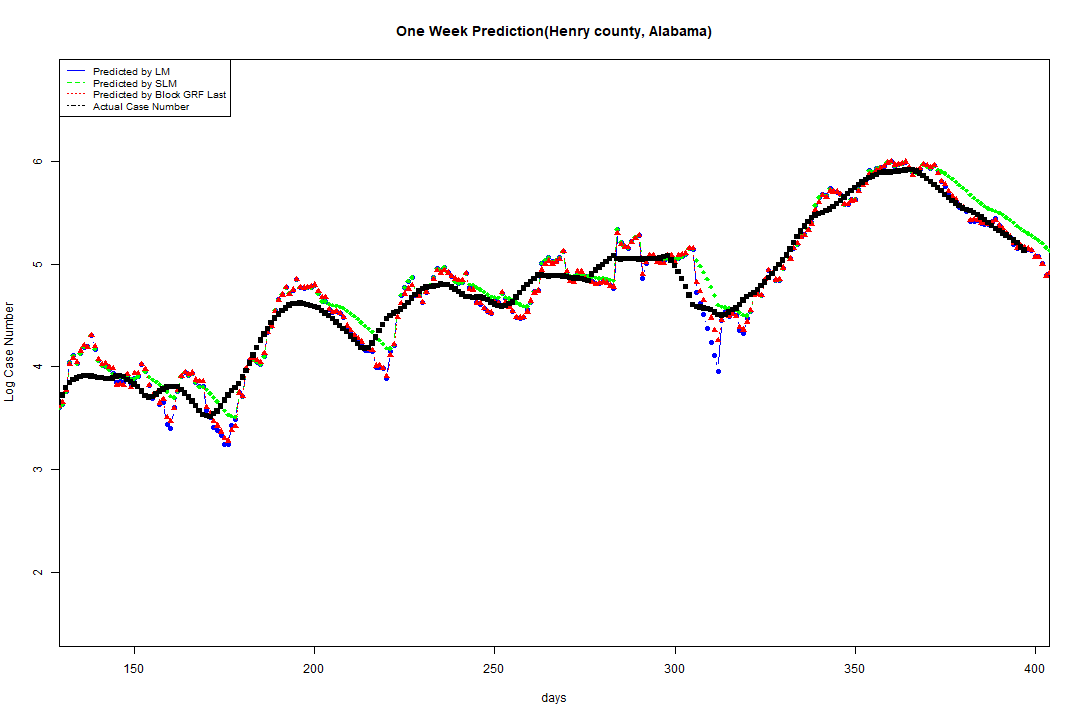 One Week Prediction(Henry county, Alabama)
Predicted by LM
Predicted by SLM
Predicted by Block GRF Last
Actual Case Number
Log Case Number
6
5
4
3
2
150 200 250 300 350 400
days